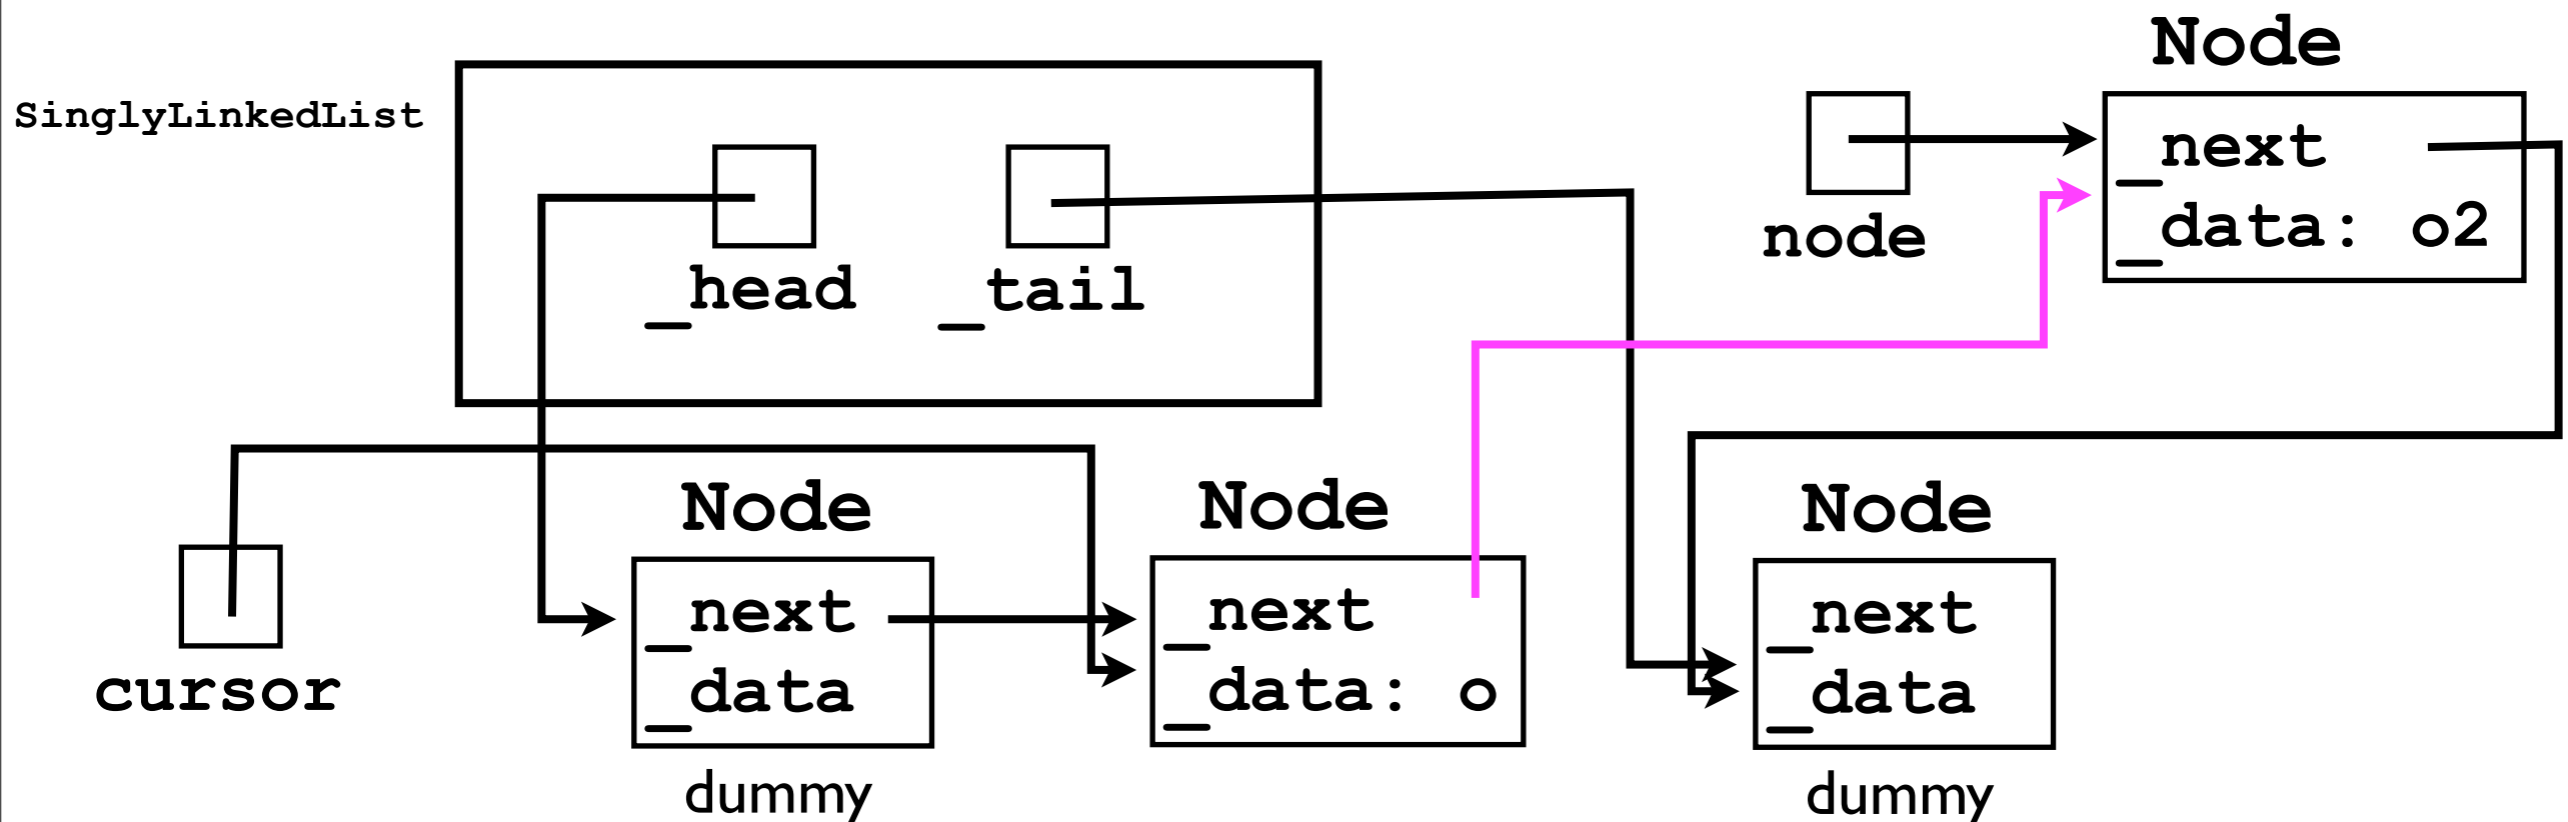 SinglyLinkedList
_head
_tail
node
Node
_next
_data: o2
cursor
Node
_next
_data
dummy
Node
_next
_data: o
Node
_next
_data
dummy